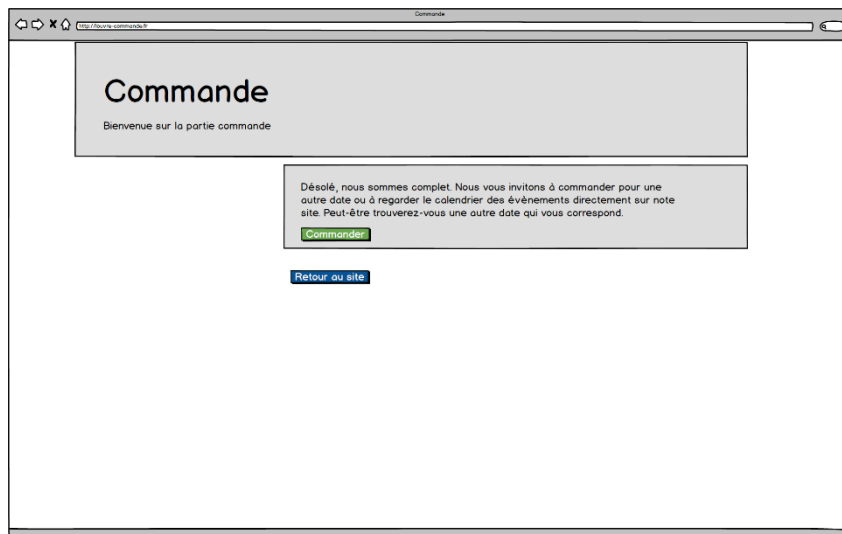 Commande
http://louvre-commande.fr
Commande
Bienvenue sur la partie commande
Désolé, nous sommes complet. Nous vous invitons à commander pour une
autre date ou à regarder le calendrier des évènements directement sur note
site. Peut-être trouverez-vous une autre date qui vous correspond.
Commander
Retour au site